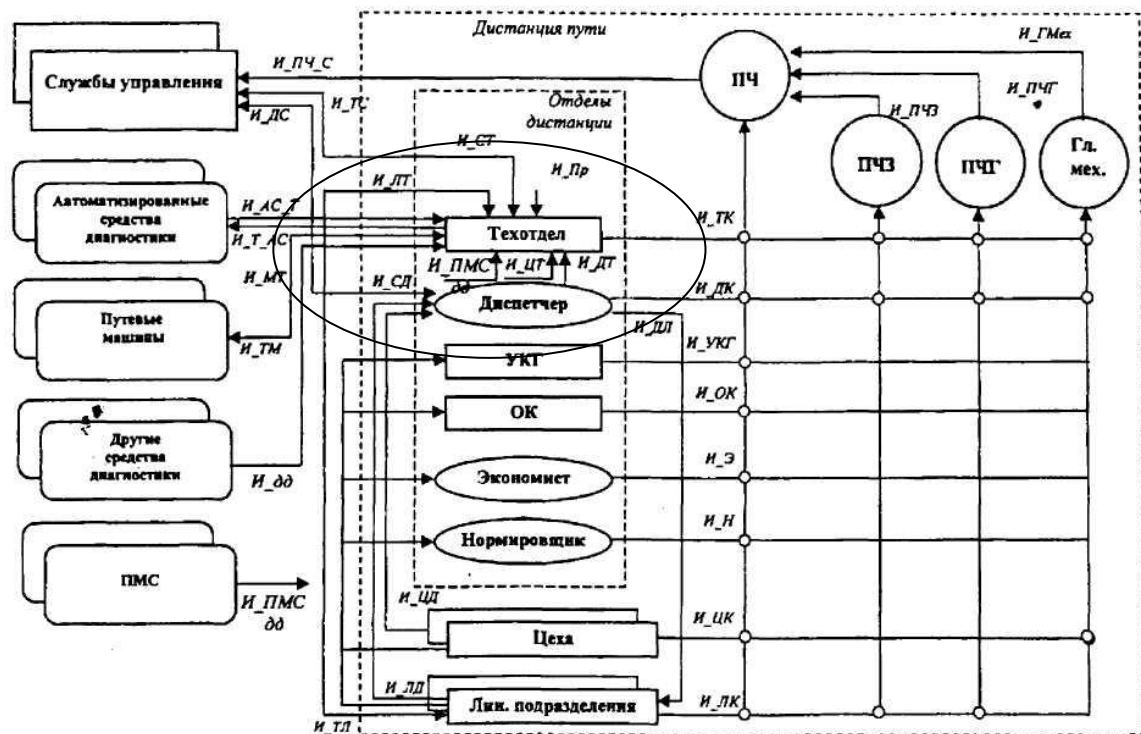 Дистанция пути
И_ГМех
Службы управления
И_ПЧ_С
ПЧ
И_ТС
И_ДС
Отделы
дистанции
И_ПЧЗ
И_ПЧГ
ПЧЗ
ПЧГ
Гл.
мех.
И_СТ
И_ЛТ
И_Пр
Автоматизированные
средства
диагностики
И_АС_Т
И_Т_АС
Техотдел
И_ТК
И_МТ
И_СД
И_ПМС
дд
И_ЦТ
И_ДТ
Диспетчер
И_ДК
И_ДЛ
Путевые
машины
И_ТМ
УКГ
И_УКГ
ОК
И_ОК
Другие
средства
диагностики
И_дд
Экономист
И_Э
Нормировщик
И_Н
ПМС
И_ПМС
дд
И_ЦД
Цеха
И_ЦК
И_ЛД
Лин. подразделения
И_ЛК
И_ТЛ